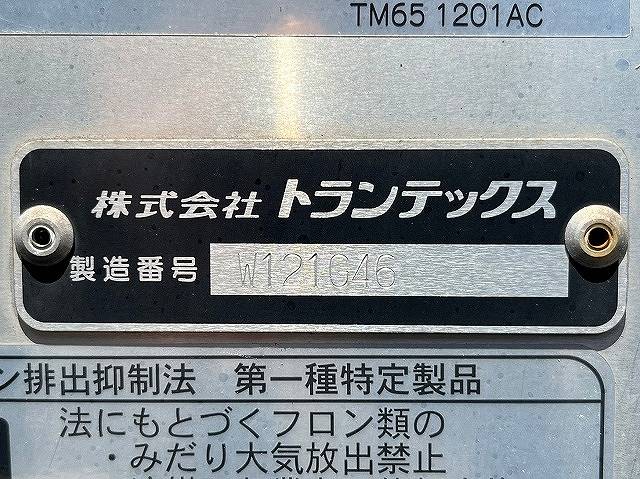 TM65 1201AC
株式会社 トランテックス
製造番号 W121G46
ン排出抑制法 第一種特定製品
法にもとづくフロン類の
・みだり大気放出禁止